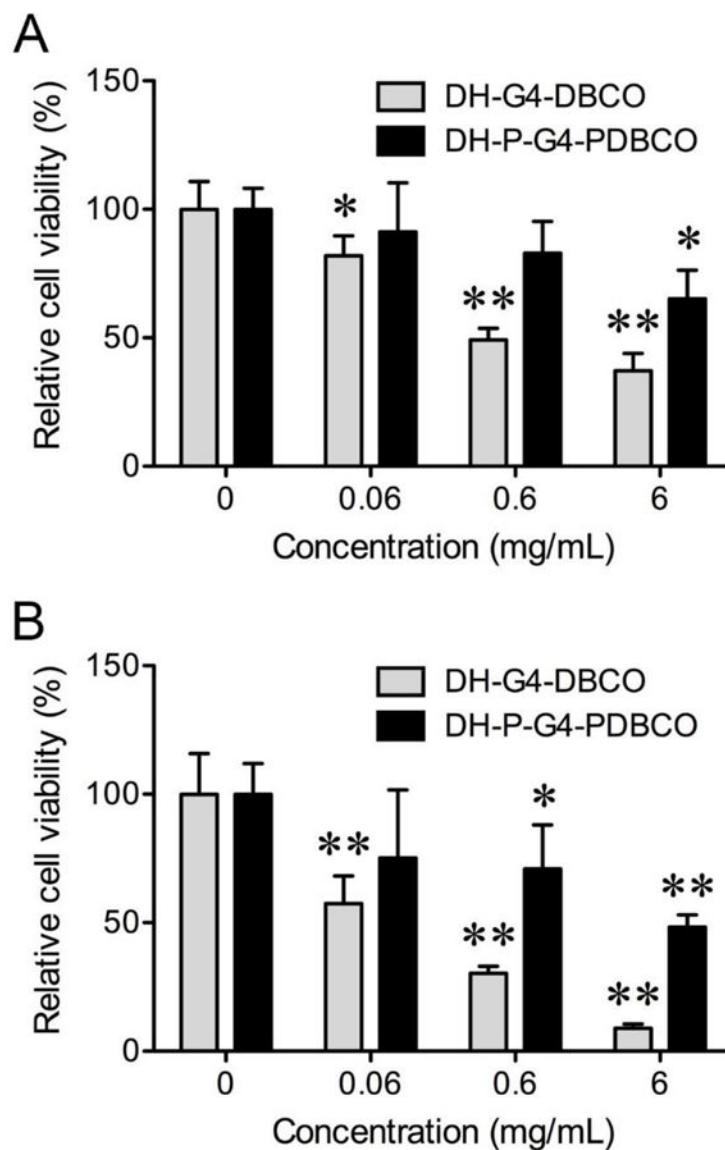 A
Relative cell viability (%)
150
100
50
0
DH-G4-DBCO
DH-P-G4-PDBCO
*
**
**
*
0 0.06 0.6 6
Concentration (mg/mL)
B
Relative cell viability (%)
150
100
50
0
DH-G4-DBCO
DH-P-G4-PDBCO
**
**
*
**
**
0 0.06 0.6 6
Concentration (mg/mL)